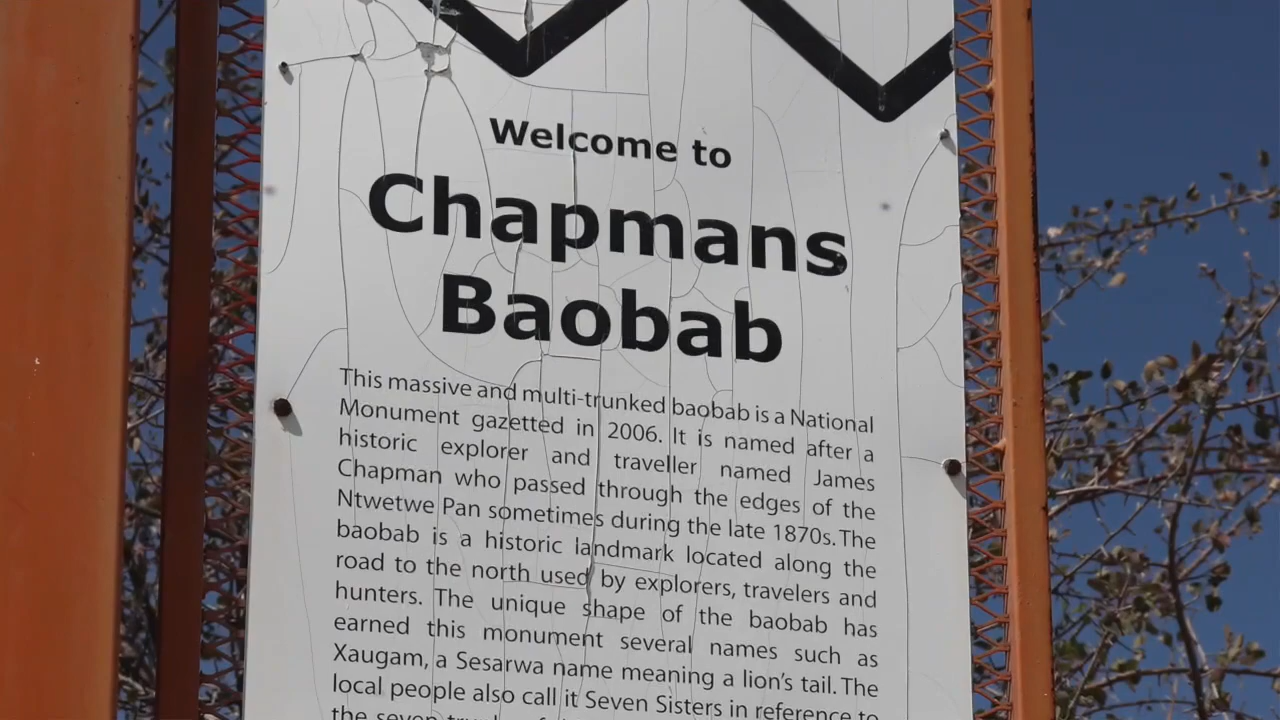 Welcome to
Chapmans
Baobab
This massive and multi-trunked baobab is a National
Monument gazetted in 2006. It is named after a
historic explorer and traveller named James
Chapman who passed through the edges of the
Ntwetwe Pan sometimes during the late 1870s. The
baobab is a historic landmark located along the
road to the north used by explorers, travelers and
hunters. The unique shape of the baobab has
earned this monument several names such as
Xaugam, a Sesarwa name meaning a lion's tail. The
local people also call it Seven Sisters in reference to
the seven